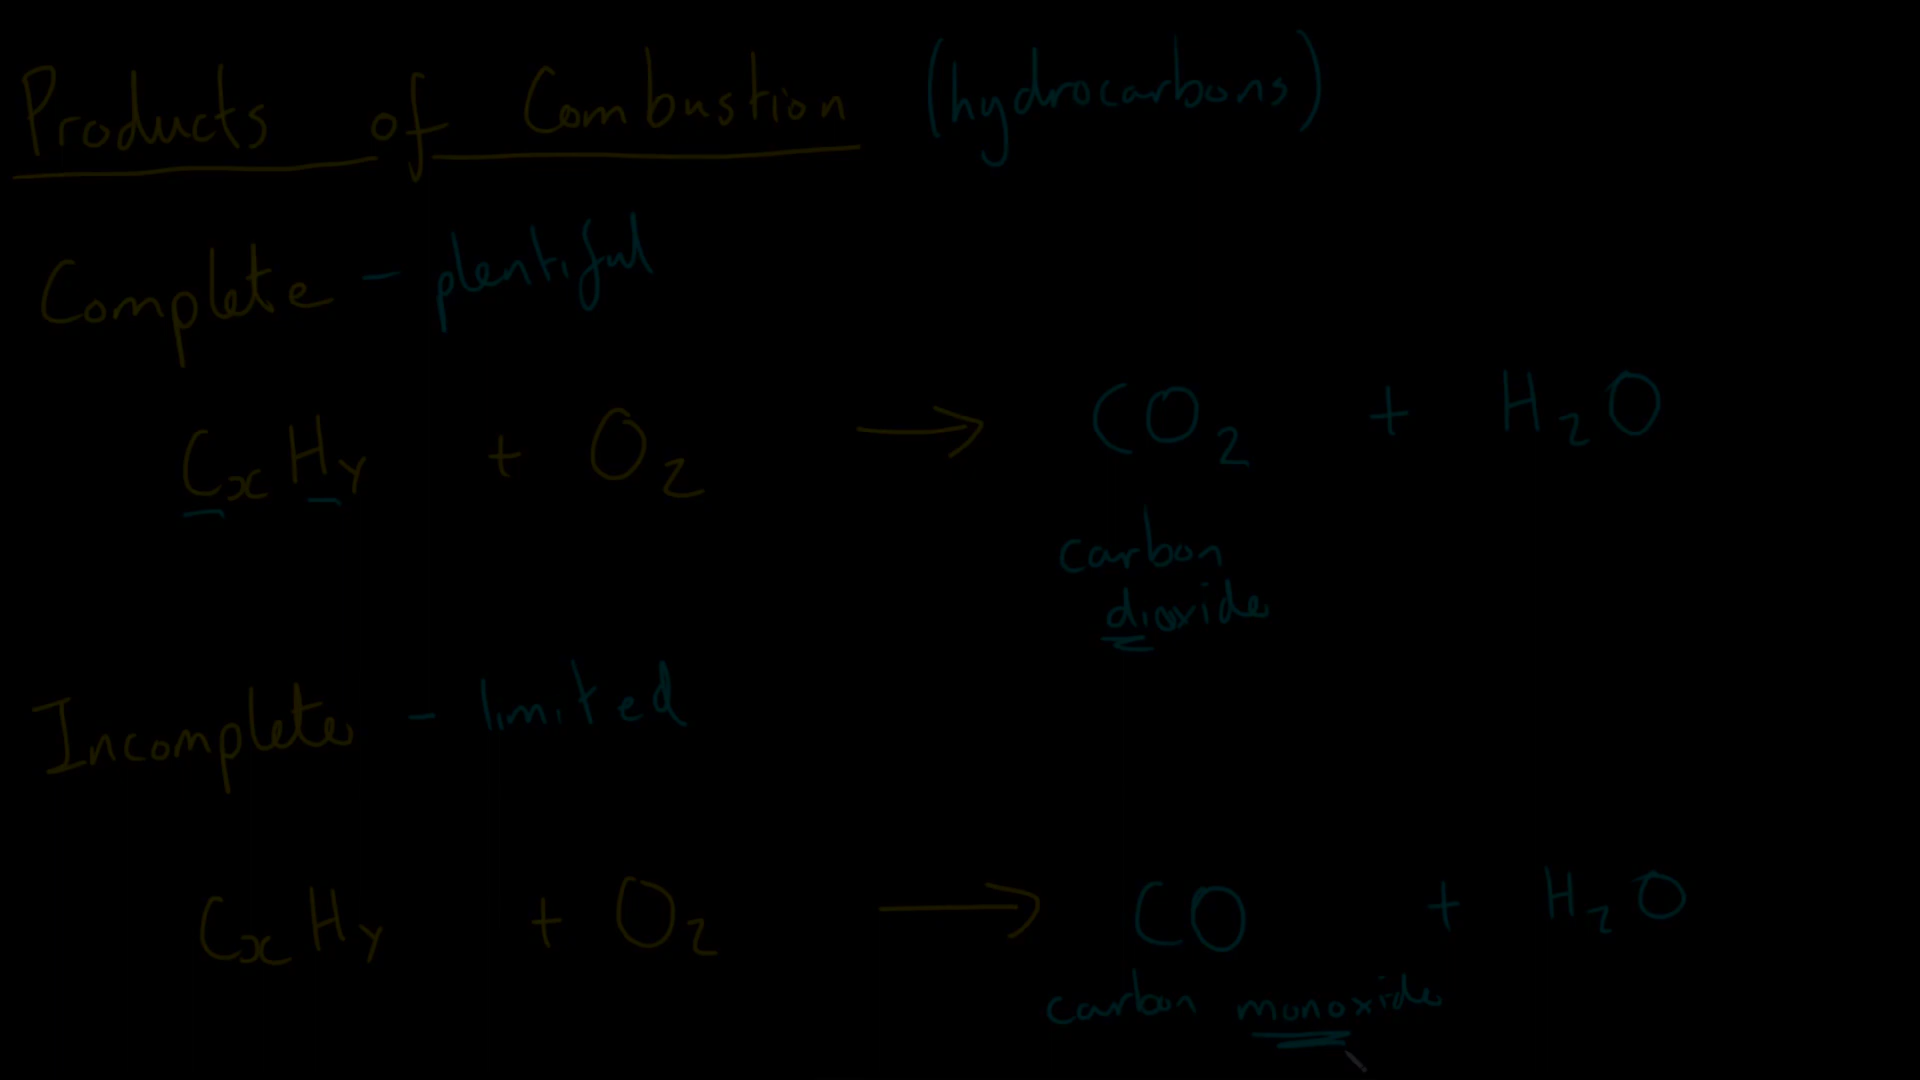 Products of Combustion (hydrocarbons)
Complete - plentiful
CxHy + O2 → CO2 + H2O
carbon
dioxide
Incomplete - limited
CxHy + O2 → CO + H2O
carbon monoxide